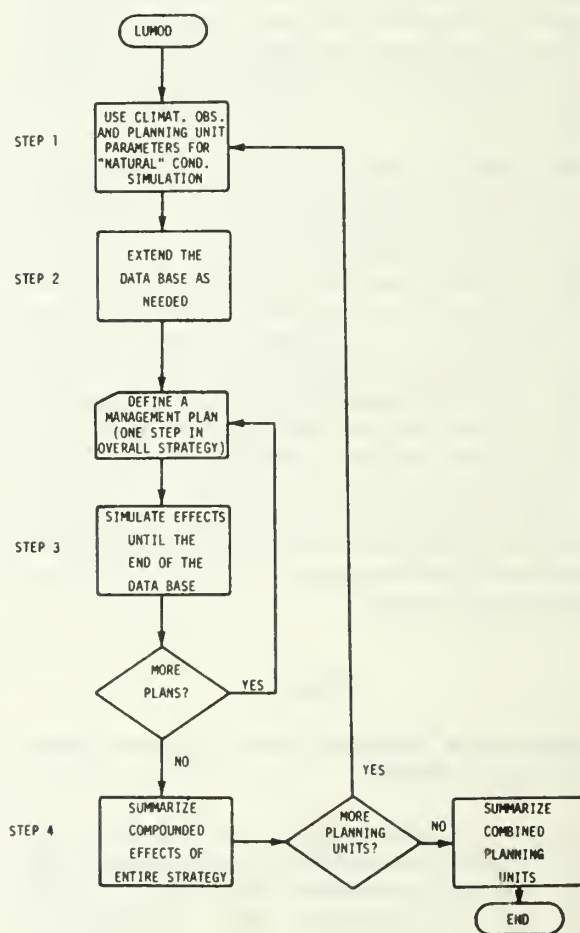 LUMOD
STEP 1
USE CLIMAT. OBS.
AND PLANNING UNIT
PARAMETERS FOR
"NATURAL" COND.
SIMULATION
STEP 2
EXTEND THE
DATA BASE AS
NEEDED
DEFINE A
MANAGEMENT PLAN
(ONE STEP IN
OVERALL STRATEGY)
STEP 3
SIMULATE EFFECTS
UNTIL THE
END OF THE
DATA BASE
MORE
PLANS?
YES
NO
STEP 4
SUMMARIZE
COMPOUNDED
EFFECTS OF
ENTIRE STRATEGY
MORE
PLANNING
UNITS?
YES
NO
SUMMARIZE
COMBINED
PLANNING
UNITS
END